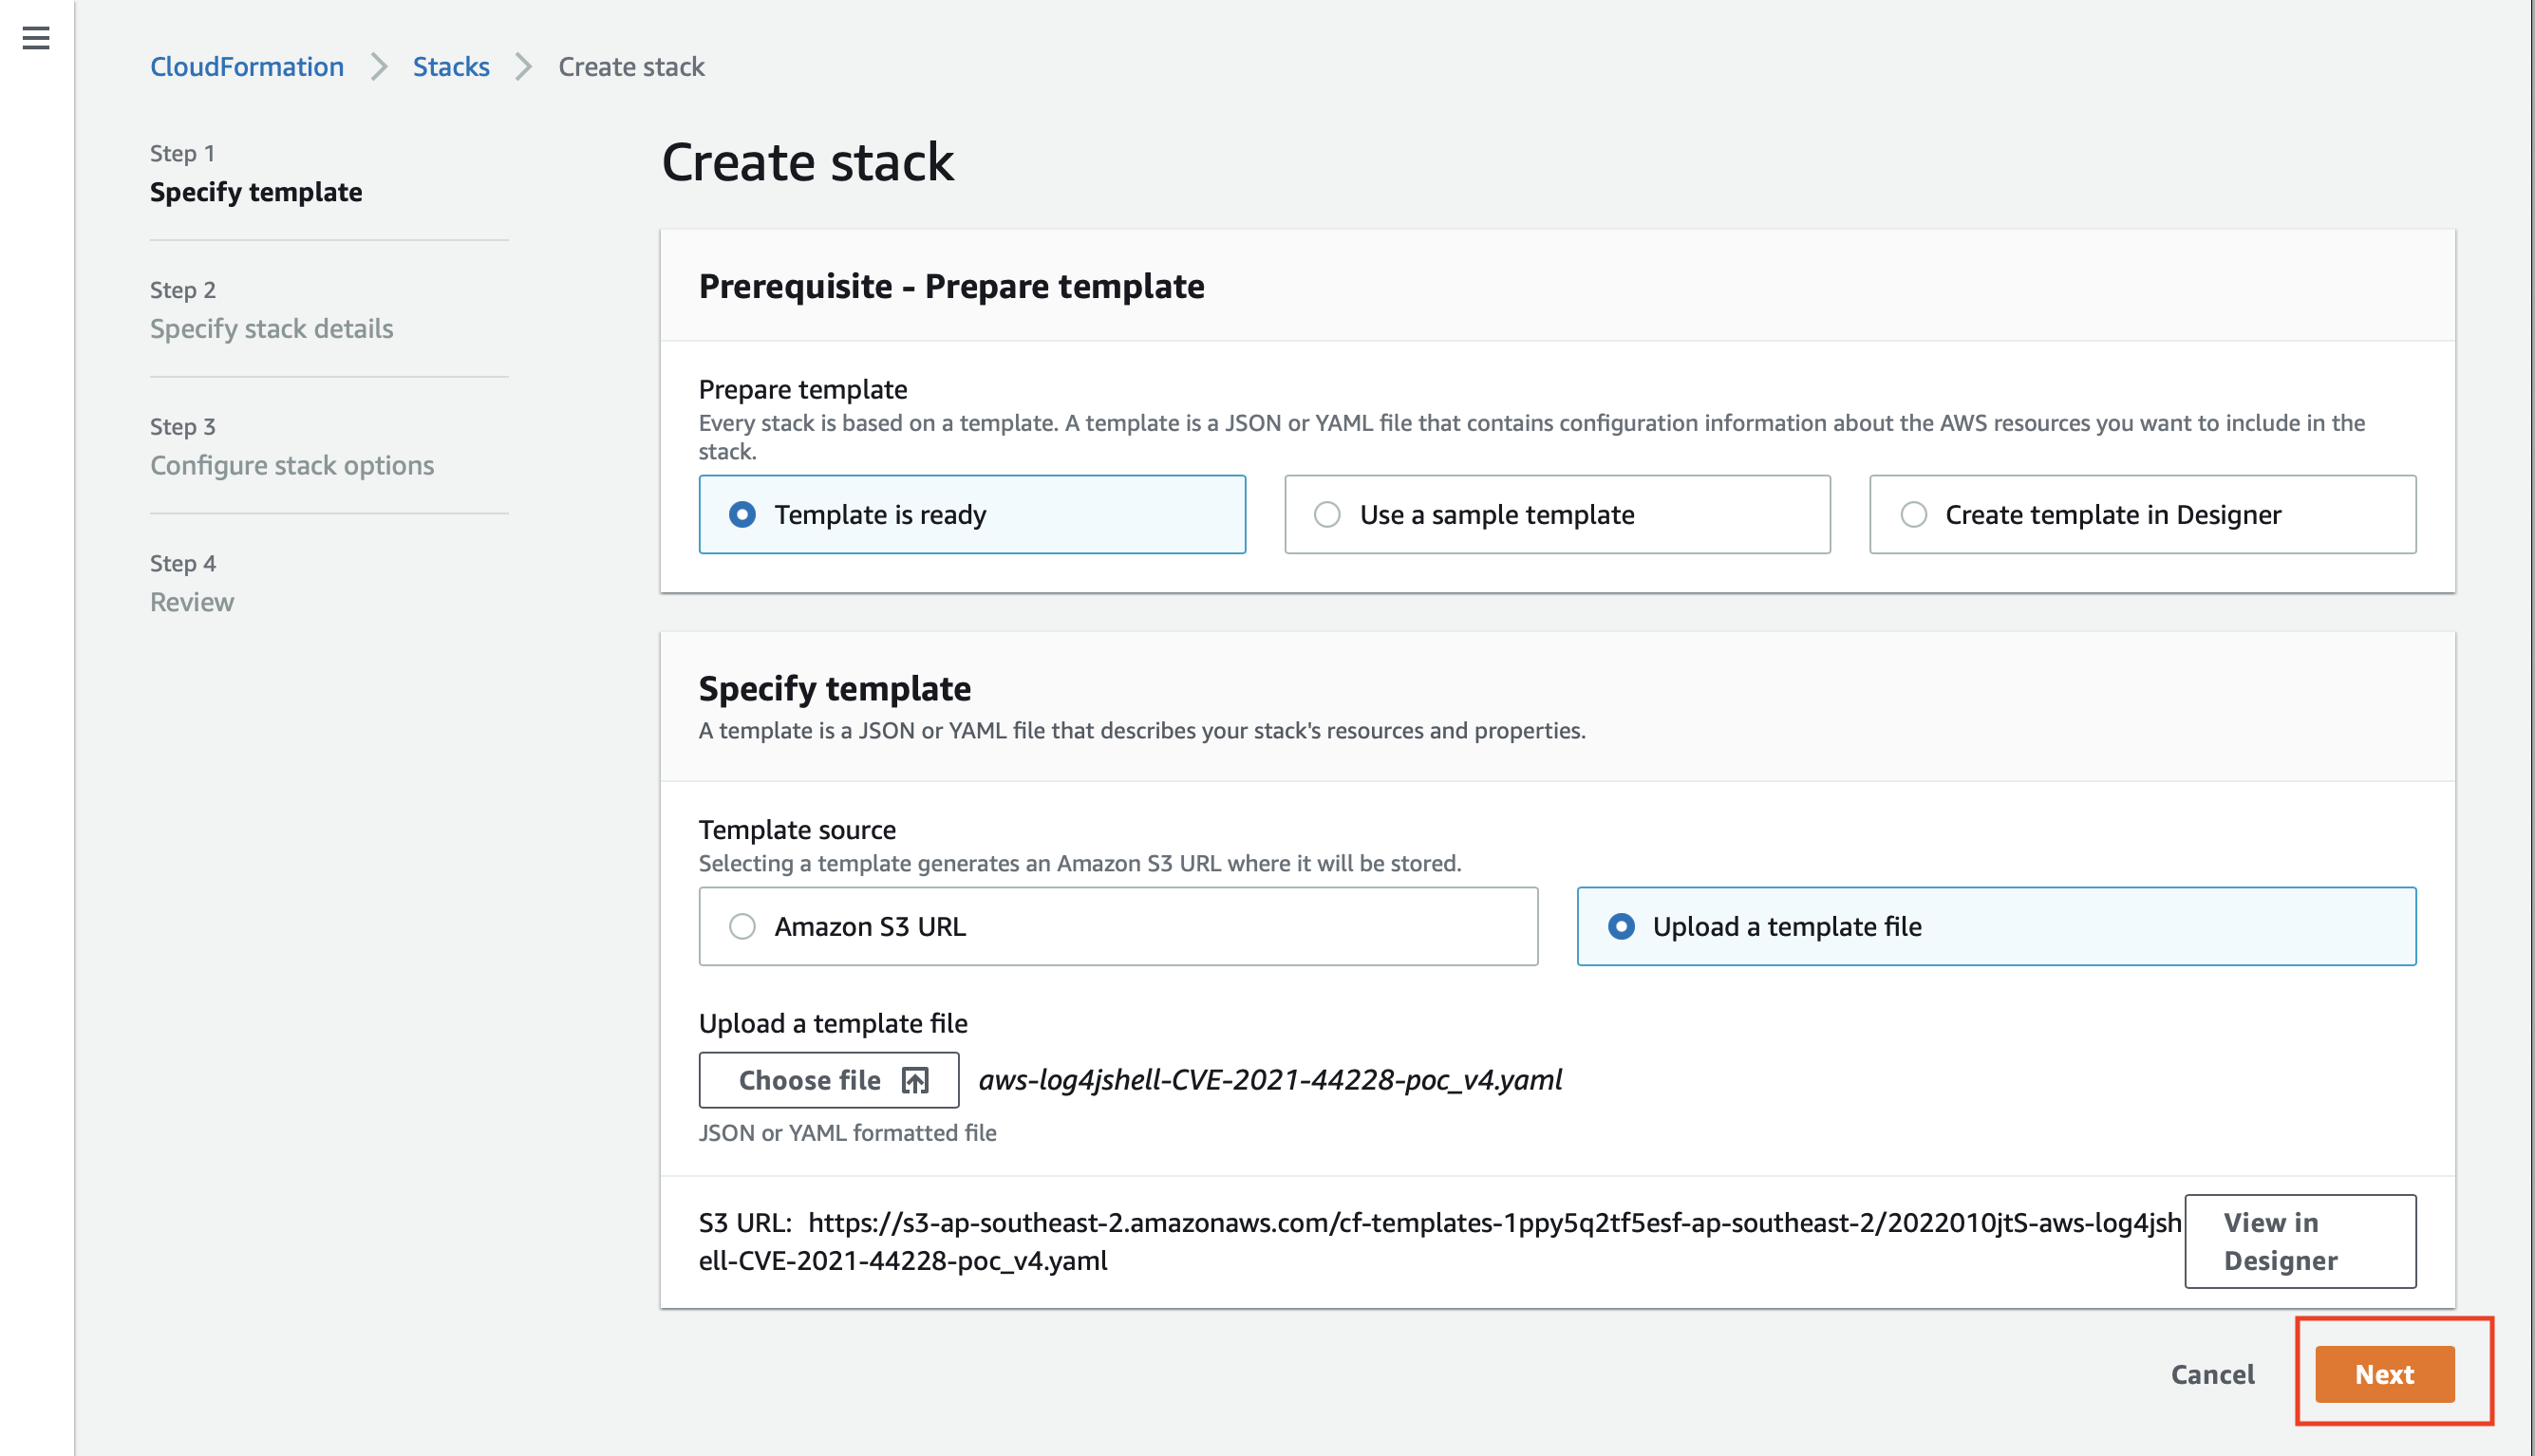 CloudFormation > Stacks > Create stack
Step 1
Specify template
Step 2
Specify stack details
Step 3
Configure stack options
Step 4
Review
Create stack
Prerequisite - Prepare template
Prepare template
Every stack is based on a template. A template is a JSON or YAML file that contains configuration information about the AWS resources you want to include in the
stack.
Template is ready
Use a sample template
Create template in Designer
Specify template
A template is a JSON or YAML file that describes your stack's resources and properties.
Template source
Selecting a template generates an Amazon S3 URL where it will be stored.
Amazon S3 URL
Upload a template file
Upload a template file
Choose file aws-log4jshell-CVE-2021-44228-poc_v4.yaml
JSON or YAML formatted file
S3 URL: https://s3-ap-southeast-2.amazonaws.com/cf-templates-1ppy5q2tf5esf-ap-southeast-2/2022010jtS-aws-log4jsh
ell-CVE-2021-44228-poc_v4.yaml
View in
Designer
Cancel
Next